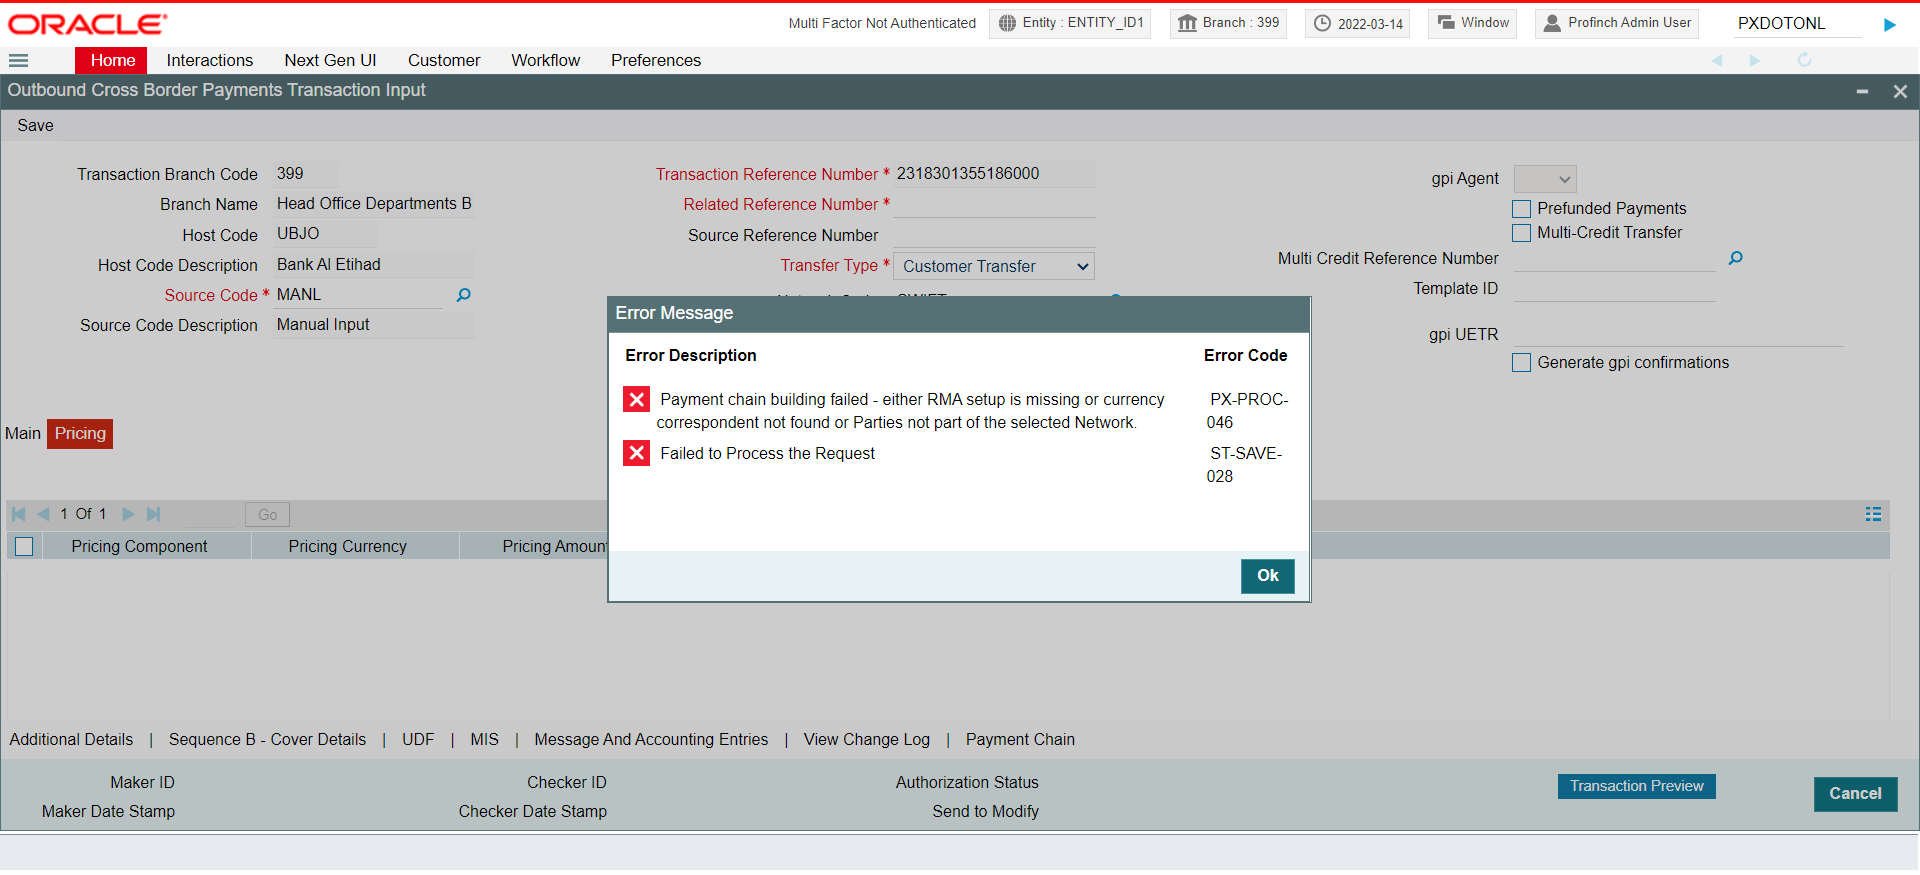 ORACLE
Multi Factor Not Authenticated
Entity : ENTITY_ID1
Branch : 399
2022-03-14
Window
Profinch Admin User
PXDOTONL
Home Interactions Next Gen UI Customer Workflow Preferences
Outbound Cross Border Payments Transaction Input
Save
Transaction Branch Code 399
Branch Name Head Office Departments B
Host Code UBJO
Host Code Description Bank Al Etihad
Source Code * MANL
Source Code Description Manual Input
Transaction Reference Number * 2318301355186000
Related Reference Number *
Source Reference Number
Transfer Type * Customer Transfer
gpi Agent
Prefunded Payments
Multi-Credit Transfer
Multi Credit Reference Number
Template ID
gpi UETR
Generate gpi confirmations
Error Message
Error Description Error Code
Payment chain building failed - either RMA setup is missing or currency PX-PROC-
correspondent not found or Parties not part of the selected Network. 046
Failed to Process the Request ST-SAVE-
028
Ok
Main Pricing
1 Of 1 Go
Pricing Component Pricing Currency Pricing Amoun
Additional Details | Sequence B - Cover Details | UDF | MIS | Message And Accounting Entries | View Change Log | Payment Chain
Maker ID Checker ID Authorization Status
Maker Date Stamp Checker Date Stamp Send to Modify
Transaction Preview
Cancel